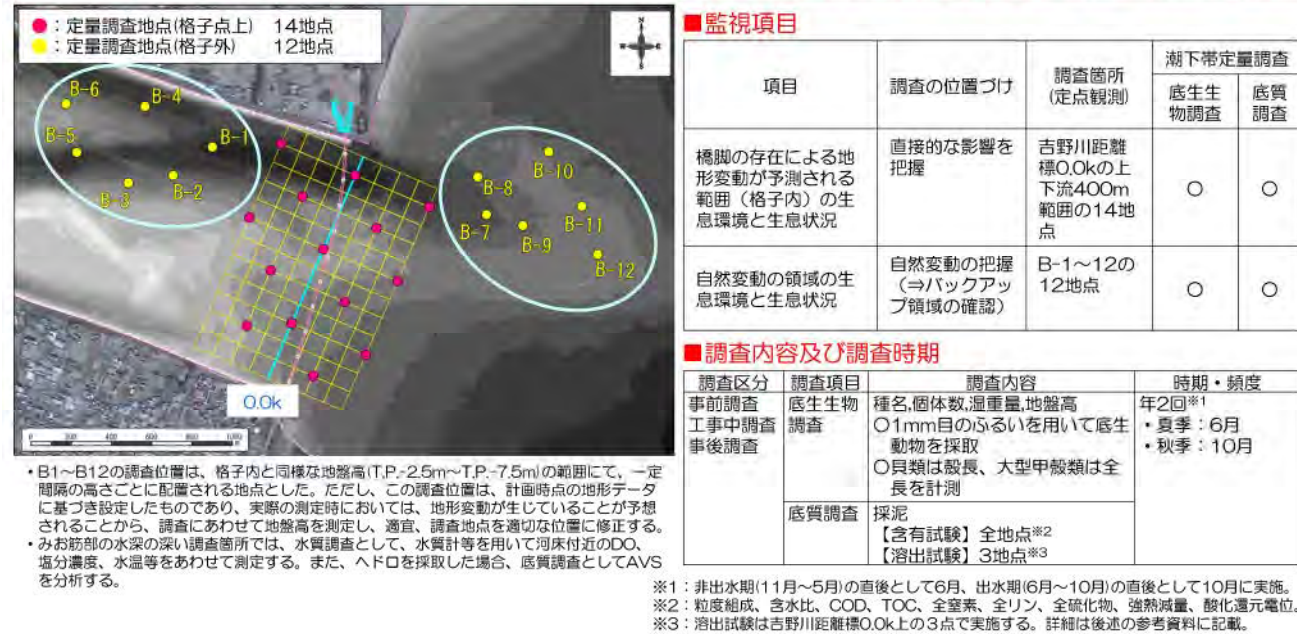 ●：定量調査地点(格子点上)　14地点
●：定量調査地点(格子外)　12地点
B-6
B-4
B-5
B-1
B-3
B-2
B-10
B-8
B-11
B-7
B-9
B-12
0.0k
0 200 400 600 800 1000
・B1～B12の調査位置は、格子内と同様な地盤高(T.P.-2.5m～T.P.-7.5m)の範囲にて、一定
間隔の高さごとに配置される地点とした。ただし、この調査位置は、計画時点の地形テータ
に基づき設定したものであり、実際の測定時においては、地形変動が生じていることが予想
されることから、調査にあわせて地盤高を測定し、適宜、調査地点を適切な位置に修正する。
・みお筋部の水深の深い調査箇所では、水質調査として、水質計等を用いて河床付近のDO、
塩分濃度、水温等をあわせて測定する。また、ヘドロを採取した場合、底質調査としてAVS
を分析する。
■監視項目
項目
調査の位置づけ
調査箇所
(定点観測)
潮下帯定量調査
底生生
物調査
底質
調査
橋脚の存在による地
形変動が予測される
範囲（格子内）の生
息環境と生息状況
直接的な影響を
把握
吉野川距離
標0.0kの上
下流400m
範囲の14地
点
○
○
自然変動の領域の生
息環境と生息状況
自然変動の把握
（⇒バックアッ
プ領域の確認）
B-1～12の
12地点
○
○
■調査内容及び調査時期
調査区分
調査項目
調査内容
時期・頻度
事前調査
工事中調査
事後調査
底生生物
調査
種名,個体数,湿重量,地盤高
○1mm目のふるいを用いて底生
動物を採取
○貝類は殻長、大型甲殻類は全
長を計測
年2回※1
・夏季：6月
・秋季：10月
底質調査
採泥
【含有試験】全地点※2
【溶出試験】3地点※3
※1：非出水期(11月～5月)の直後として6月、出水期(6月～10月)の直後として10月に実施。
※2：粒度組成、含水比、COD、TOC、全窒素、全リン、全硫化物、強熱減量、酸化還元電位。
※3：溶出試験は吉野川距離標0.0k上の3点で実施する。詳細は後述の参考資料に記載。